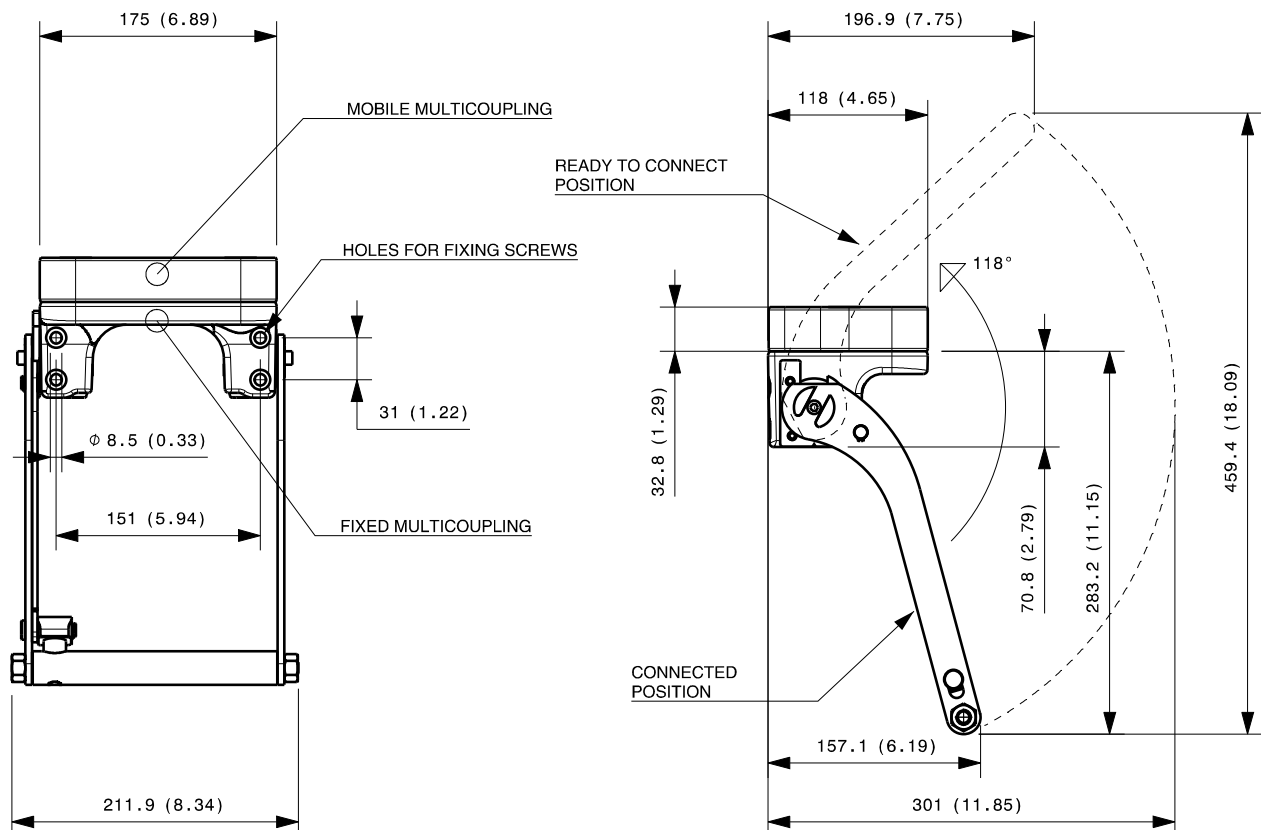 175 (6.89)
196.9 (7.75)
118 (4.65)
MOBILE MULTICOUPLING
READY TO CONNECT
POSITION
HOLES FOR FIXING SCREWS
118°
31 (1.22)
Φ 8.5 (0.33)
32.8 (1.29)
459.4 (18.09)
151 (5.94)
FIXED MULTICOUPLING
70.8 (2.79)
283.2 (11.15)
CONNECTED
POSITION
157.1 (6.19)
211.9 (8.34)
301 (11.85)